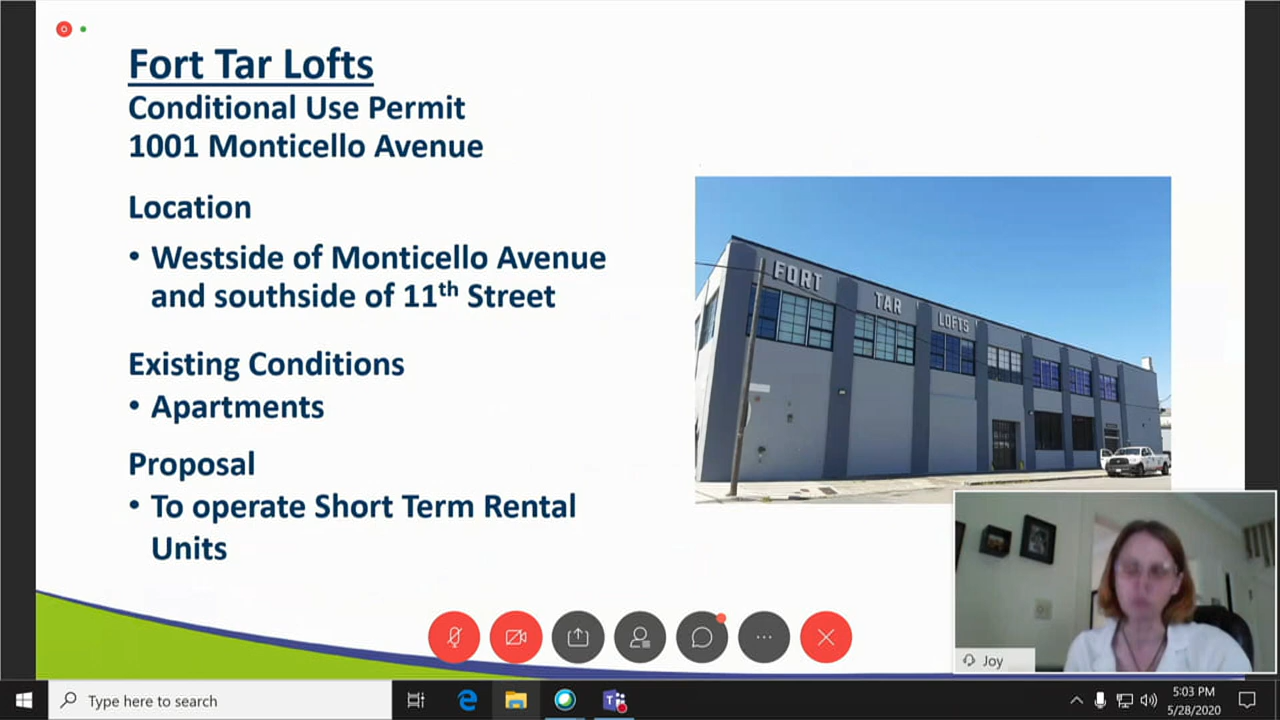 Fort Tar Lofts
Conditional Use Permit
1001 Monticello Avenue
Location
• Westside of Monticello Avenue
and southside of 11th Street
Existing Conditions
• Apartments
Proposal
• To operate Short Term Rental
Units
FORT
TAR
LOFTS
Joy
Type here to search
5:03 PM
5/28/2020